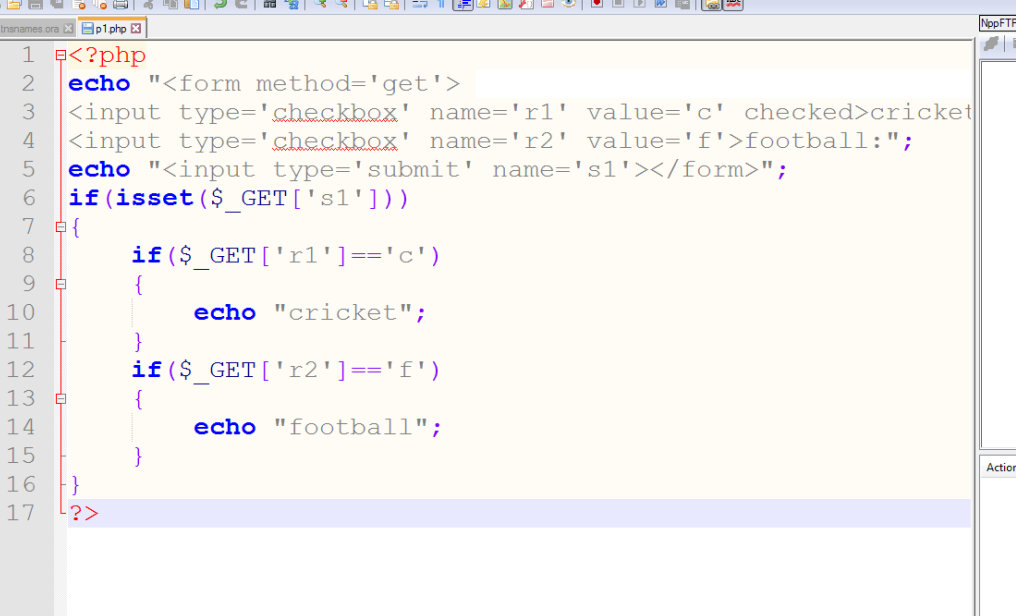 tnsnames.ora p1.php
NppFTP
1 <?php
2 echo "<form method='get'>
3 <input type='checkbox' name='r1' value='c' checked>cricket
4 <input type='checkbox' name='r2' value='f'>football:";
5 echo "<input type='submit' name='s1'></form>";
6 if(isset($_GET['s1']))
7 {
8 if($_GET['r1']=='c')
9 {
10 echo "cricket";
11 }
12 if($_GET['r2']=='f')
13 {
14 echo "football";
15 }
16 }
17 ?>
Action